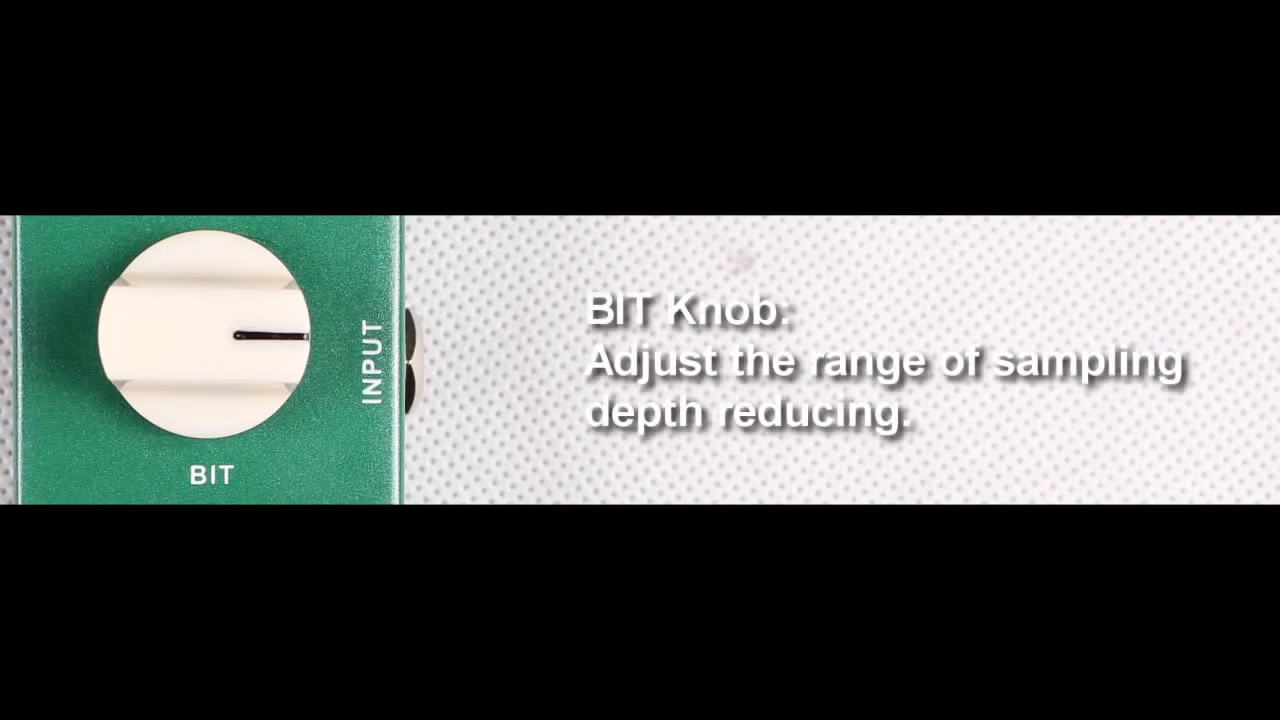 BIT
INPUT
BIT Knob:
Adjust the range of sampling
depth reducing.